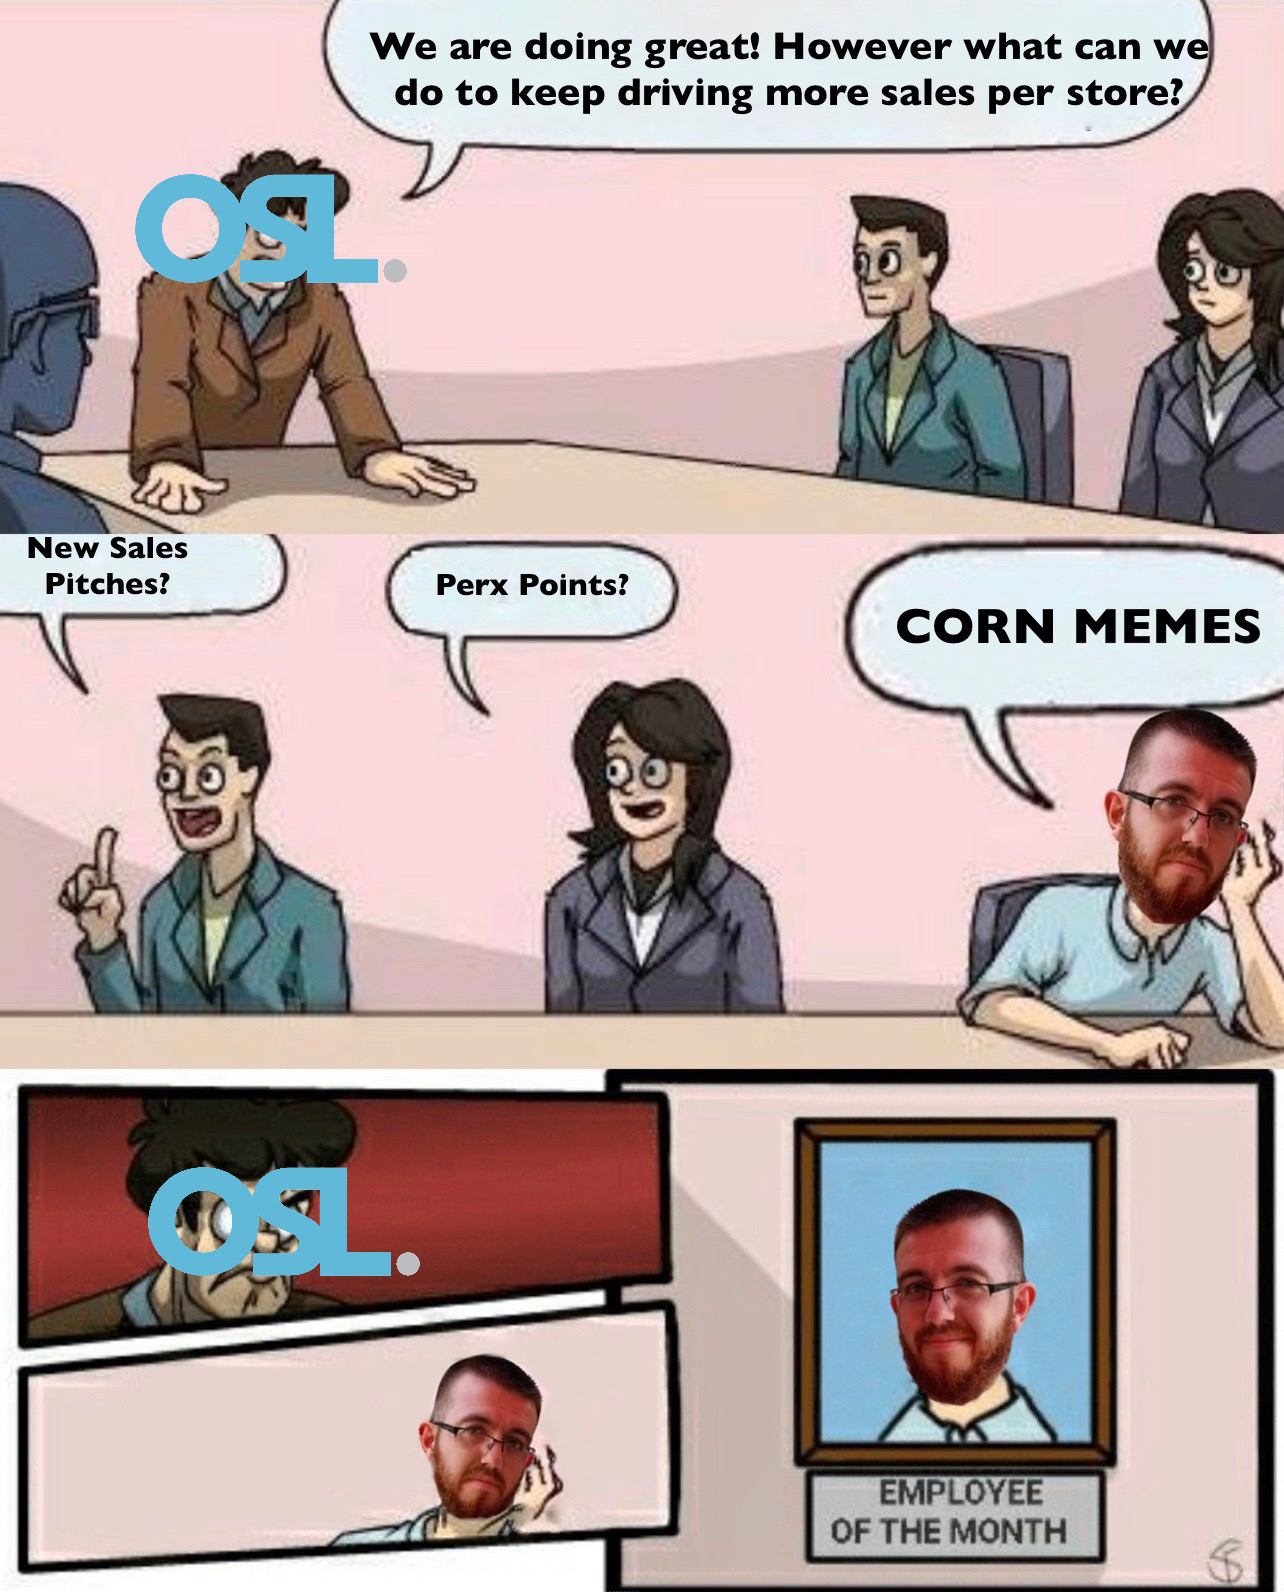 We are doing great! However what can we
do to keep driving more sales per store?
OSL.
New Sales
Pitches?
Perx Points?
CORN MEMES
OSL.
EMPLOYEE
OF THE MONTH